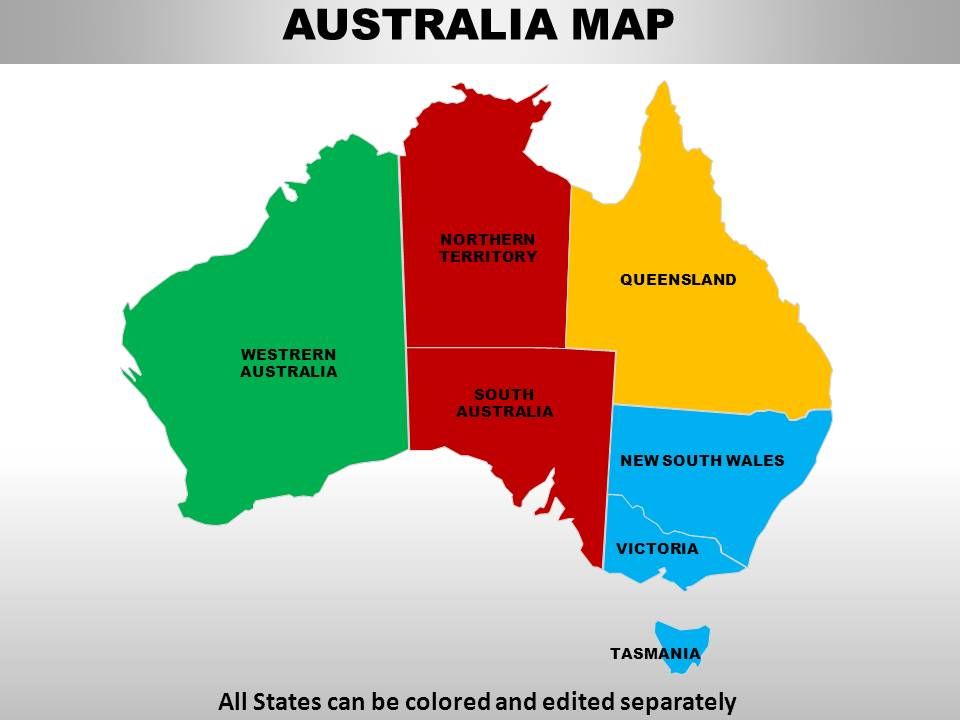 AUSTRALIA MAP
NORTHERN
TERRITORY
QUEENSLAND
WESTRERN
AUSTRALIA
SOUTH
AUSTRALIA
NEW SOUTH WALES
VICTORIA
TASMANIA
All States can be colored and edited separately